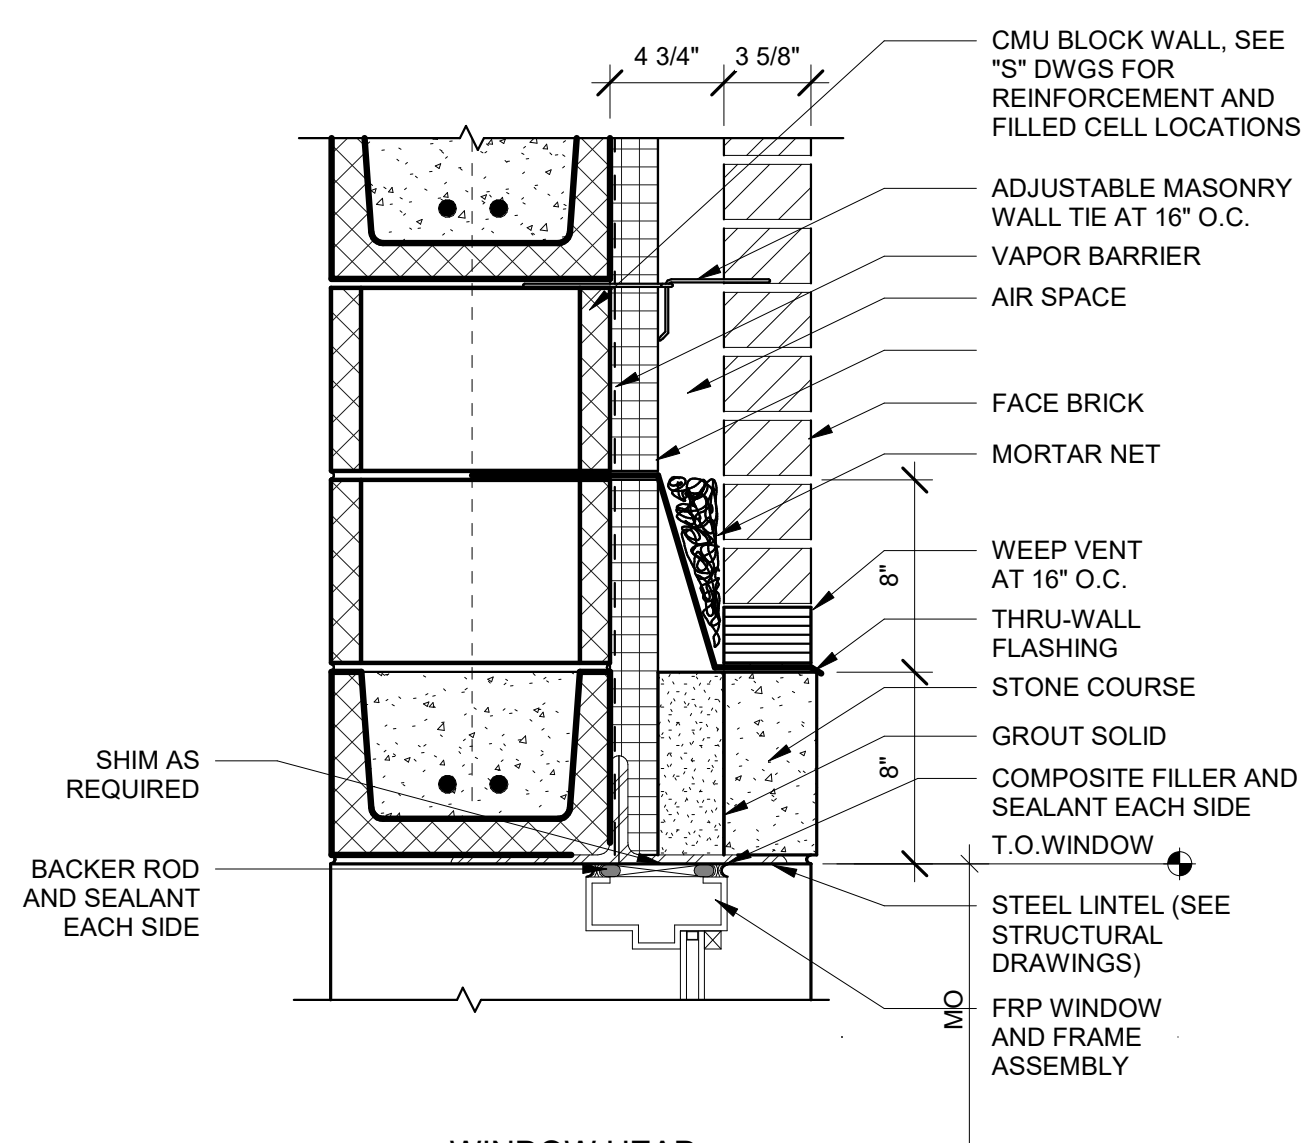 4 3/4"
3 5/8"
CMU BLOCK WALL, SEE
"S" DWGS FOR
REINFORCEMENT AND
FILLED CELL LOCATIONS
ADJUSTABLE MASONRY
WALL TIE AT 16" O.C.
VAPOR BARRIER
AIR SPACE
FACE BRICK
MORTAR NET
WEEP VENT
AT 16" O.C.
8"
THRU-WALL
FLASHING
STONE COURSE
GROUT SOLID
8"
COMPOSITE FILLER AND
SEALANT EACH SIDE
T.O.WINDOW
SHIM AS
REQUIRED
BACKER ROD
AND SEALANT
EACH SIDE
STEEL LINTEL (SEE
STRUCTURAL
DRAWINGS)
MO
FRP WINDOW
AND FRAME
ASSEMBLY
WINDOW HEAD